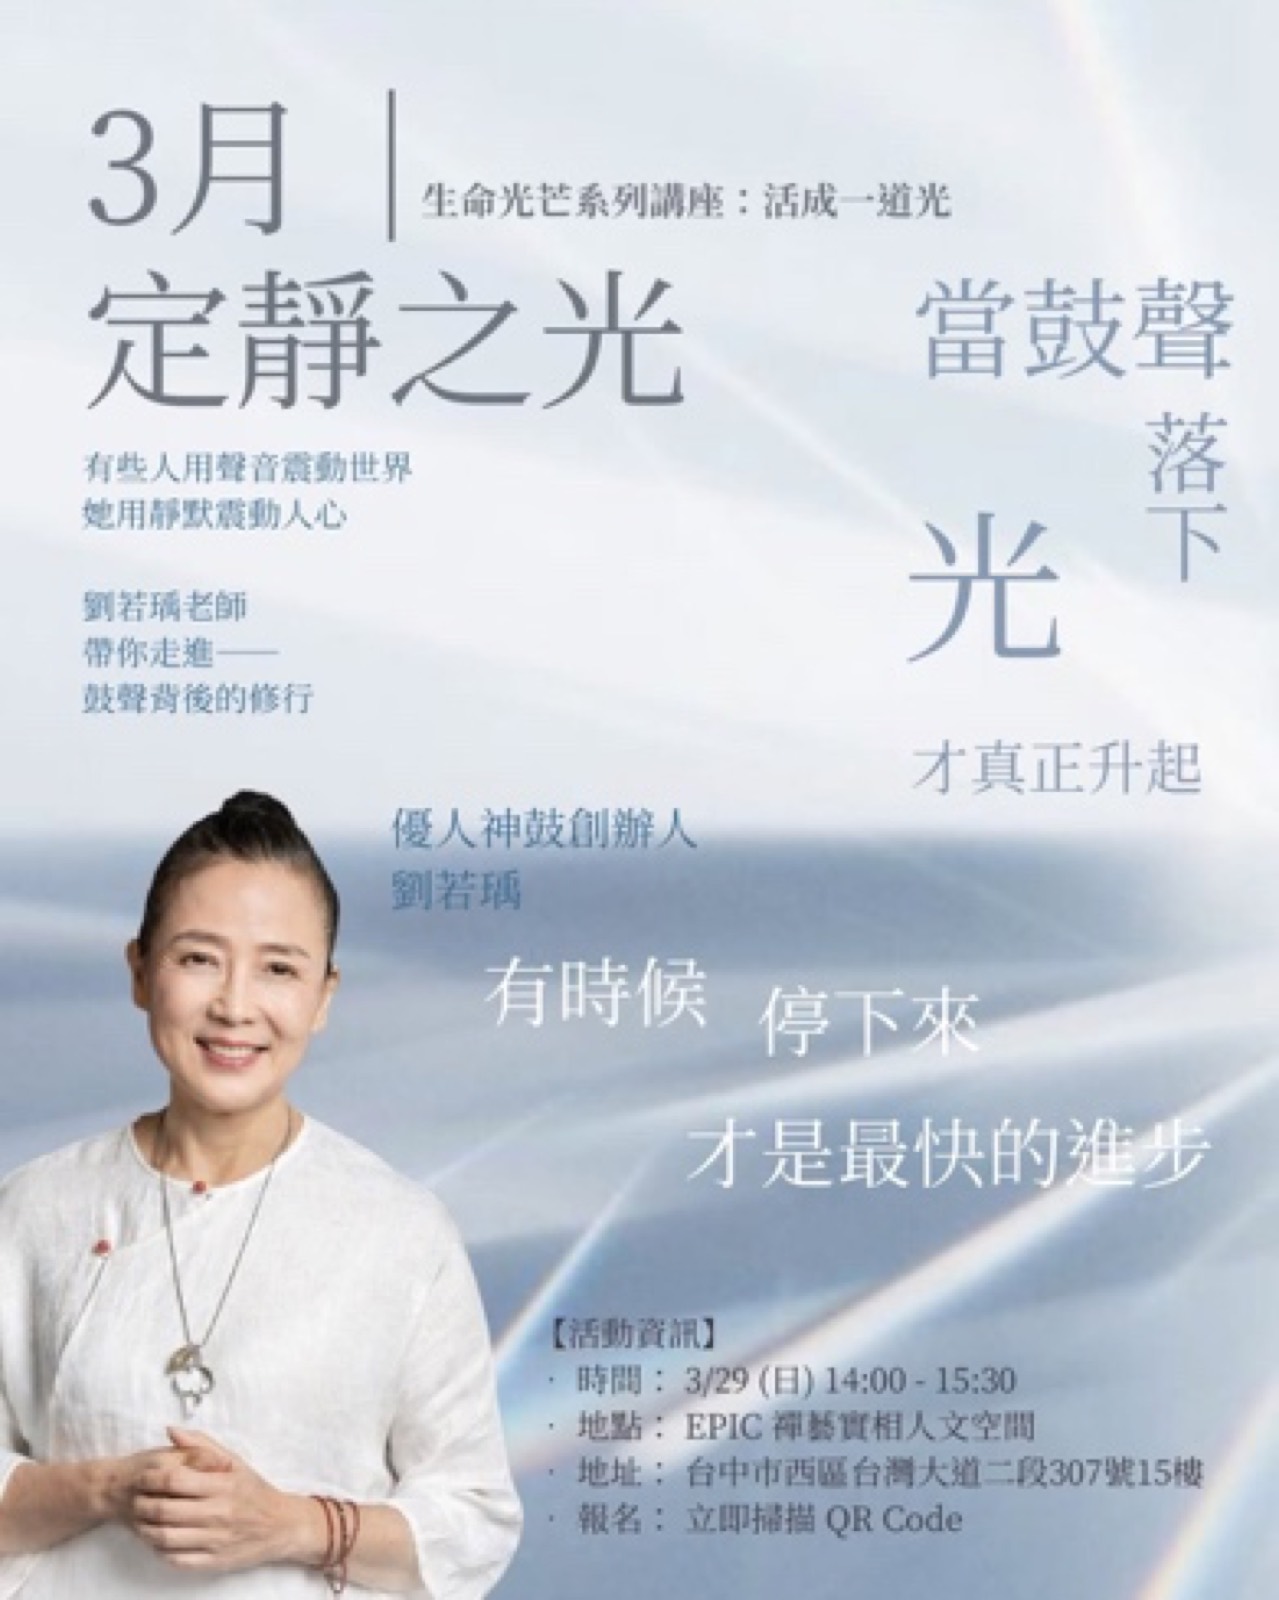 3月
生命光芒系列講座：活成一道光
定靜之光
有些人用聲音震動世界
她用靜默震動人心
劉若瑀老師
帶你走進——
鼓聲背後的修行
當鼓聲
落下
光
才真正升起
優人神鼓創辦人
劉若瑀
有時候 停下來
才是最快的進步
【活動資訊】
· 時間： 3/29 (日) 14:00 - 15:30
· 地點： EPIC 禪藝實相人文空間
· 地址： 台中市西區台灣大道二段307號15樓
· 報名： 立即掃描 QR Code